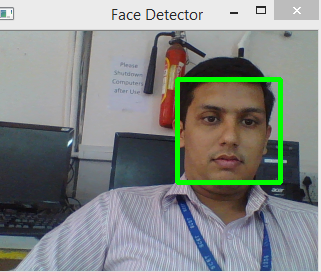 Face Detector
Please
Shutdown
Computers
after Use
acer